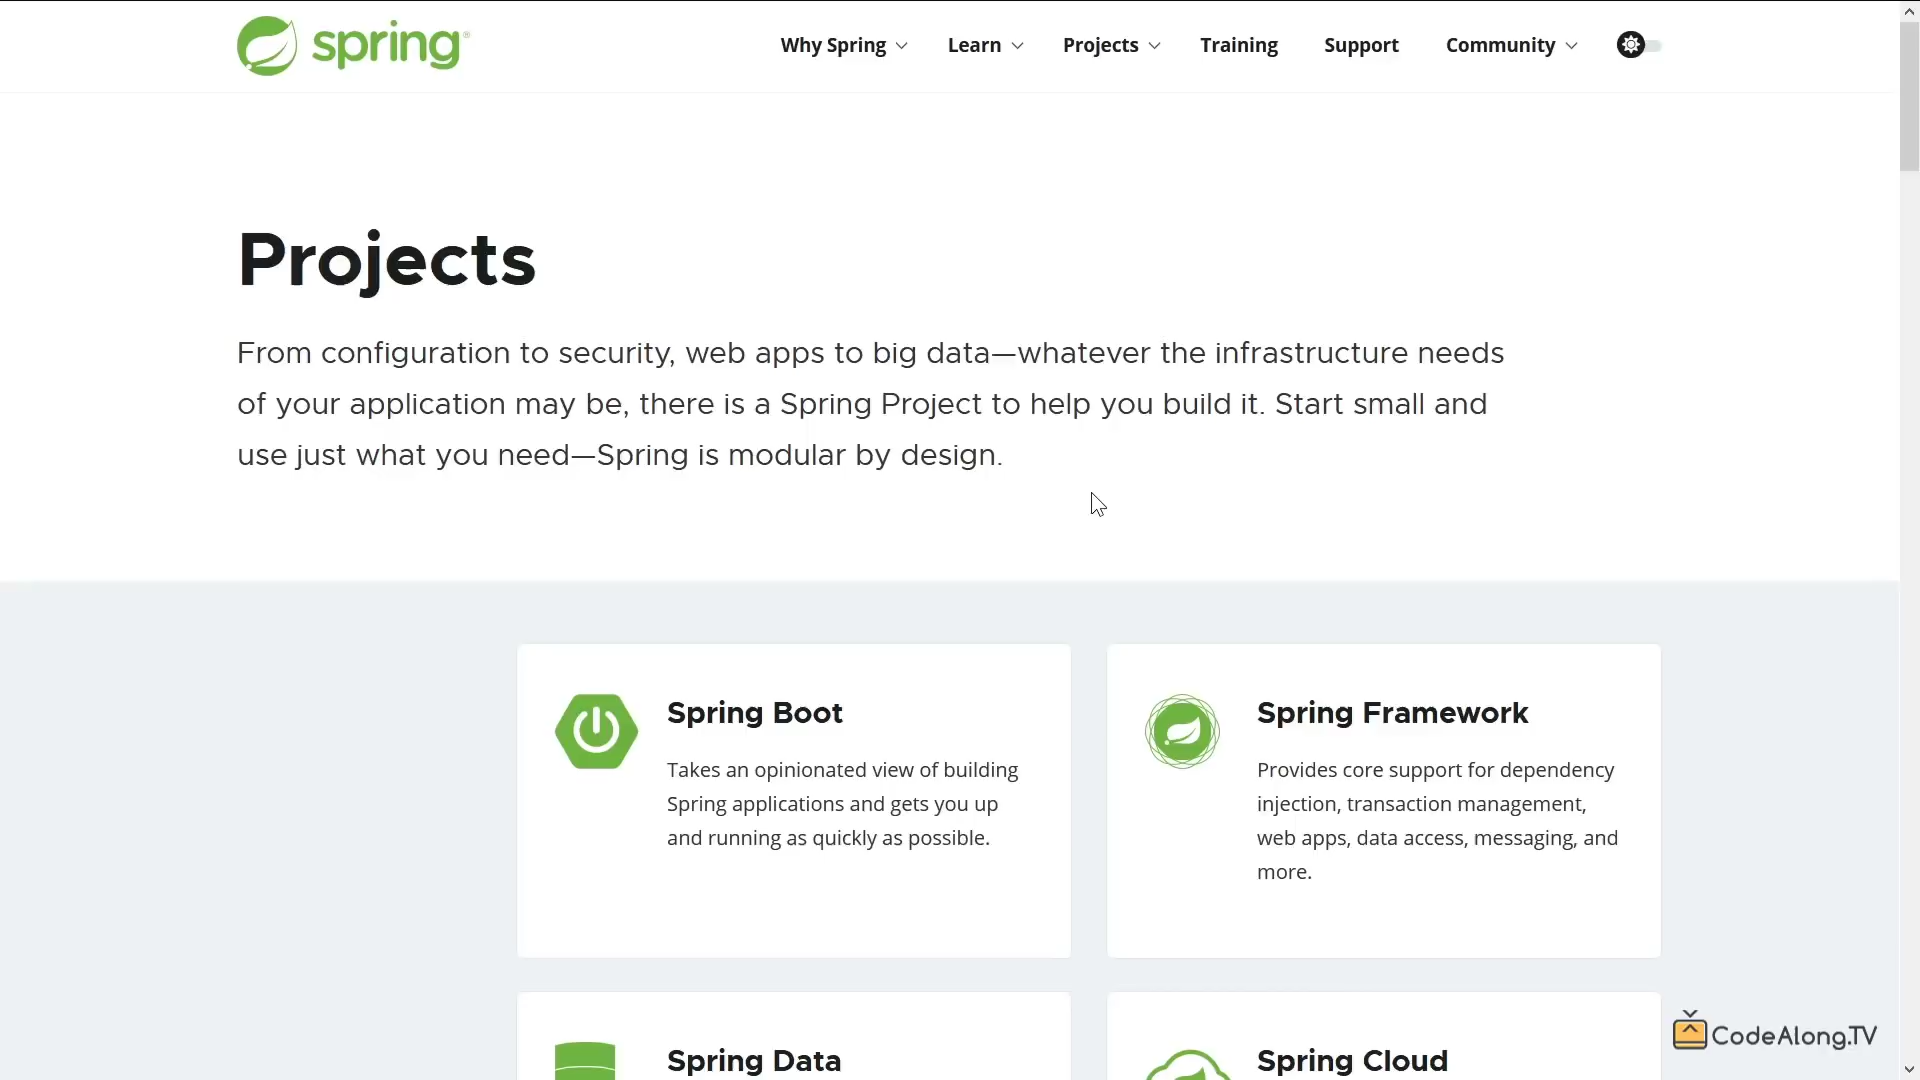 spring
Why Spring
Learn
Projects
Training
Support
Community
Projects
From configuration to security, web apps to big data—whatever the infrastructure needs
of your application may be, there is a Spring Project to help you build it. Start small and
use just what you need—Spring is modular by design.
Spring Boot
Takes an opinionated view of building
Spring applications and gets you up
and running as quickly as possible.
Spring Framework
Provides core support for dependency
injection, transaction management,
web apps, data access, messaging, and
more.
Spring Data
Spring Cloud
CodeAlong.TV